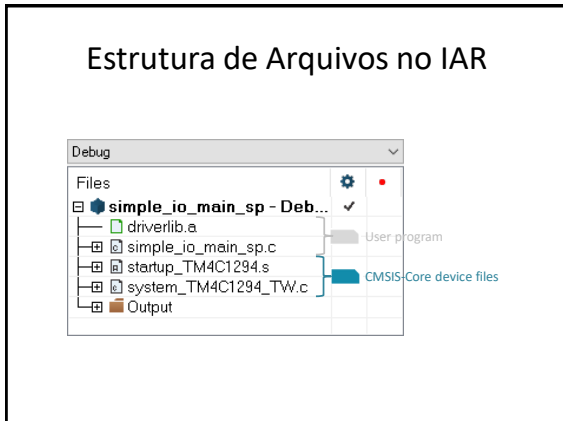 Estrutura de Arquivos no IAR
Debug
Files
simple_io_main_sp - Deb...
driverlib.a
simple_io_main_sp.c
User program
startup_TM4C1294.s
CMSIS-Core device files
system_TM4C1294_TW.c
Output